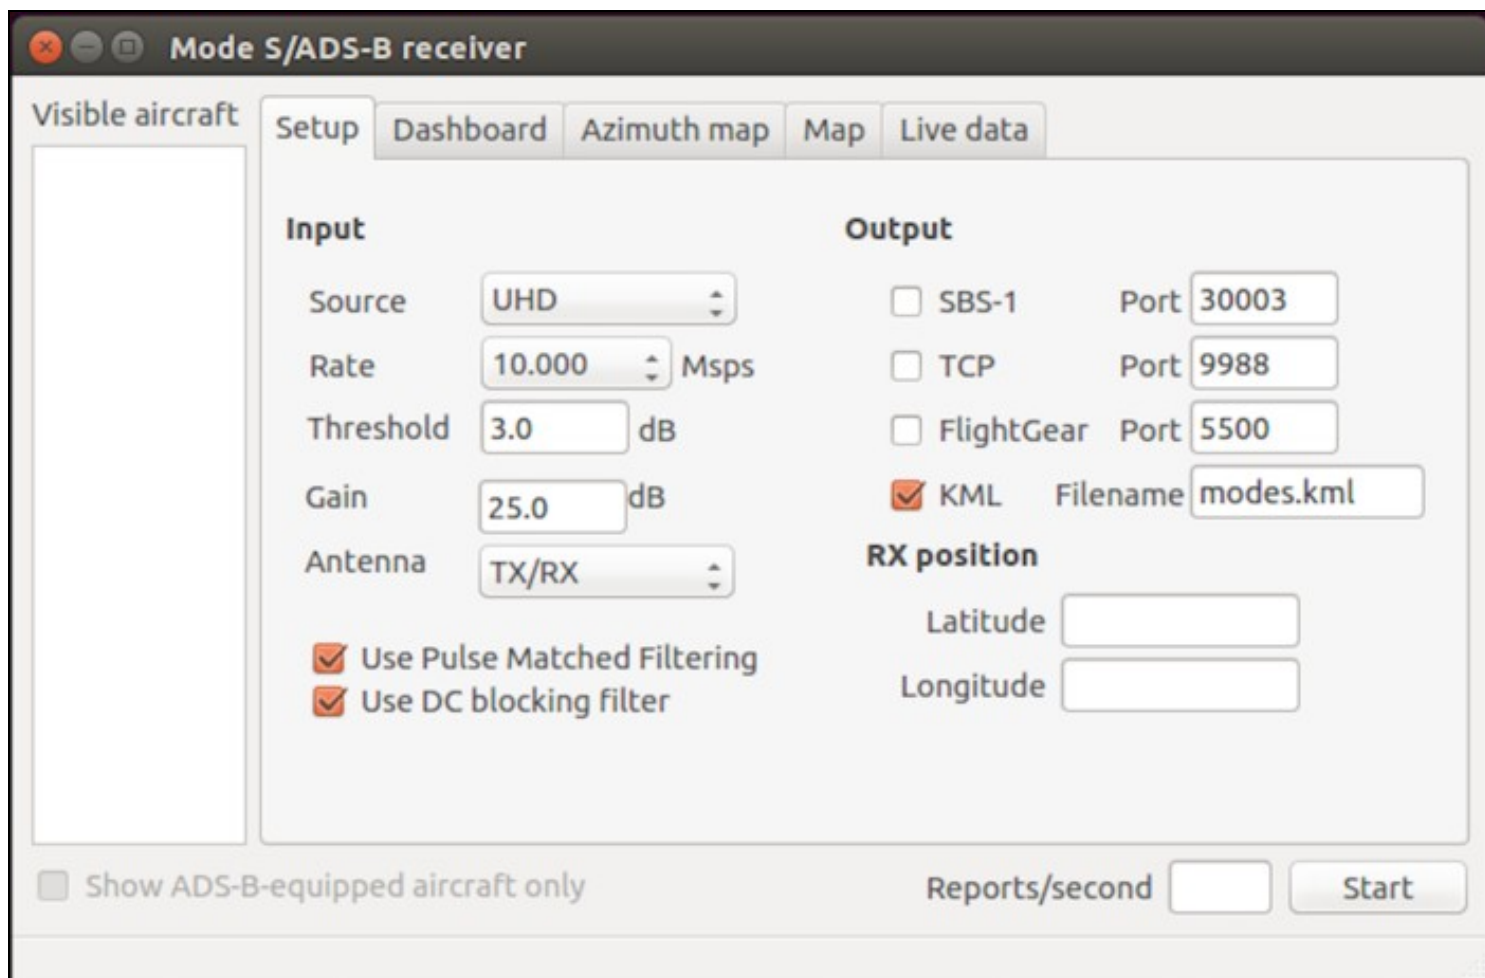 Mode S/ADS-B receiver
Visible aircraft
Setup Dashboard Azimuth map Map Live data
Input
Source UHD
Rate 10.000 Msps
Threshold 3.0 dB
Gain 25.0 dB
Antenna TX/RX
Use Pulse Matched Filtering
Use DC blocking filter
Output
SBS-1 Port 30003
TCP Port 9988
FlightGear Port 5500
KML Filename modes.kml
RX position
Latitude
Longitude
Show ADS-B-equipped aircraft only
Reports/second Start